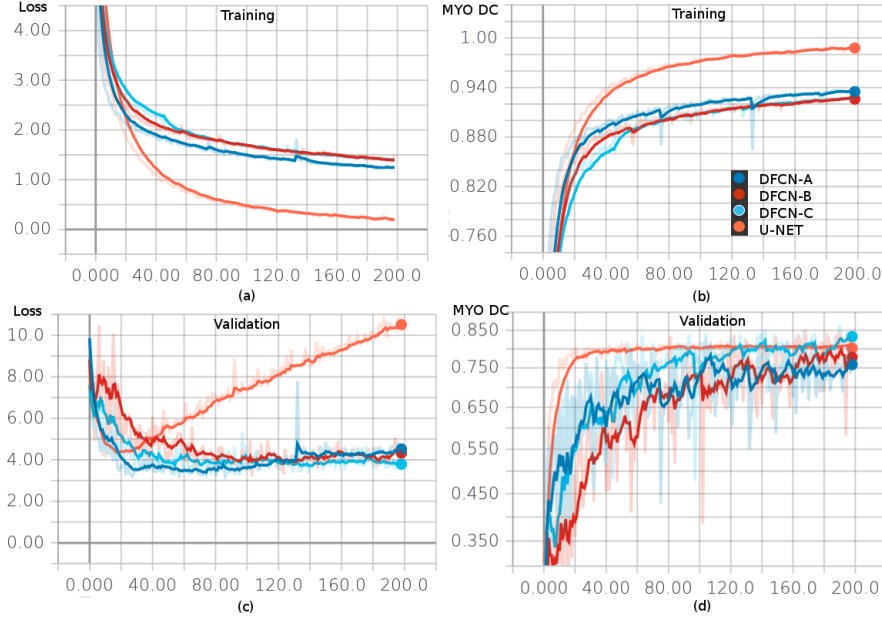 Loss
Training
4.00
3.00
2.00
1.00
0.00
0.000 40.00 80.00 120.0 160.0 200.0
(a)
MYO DC
Training
1.00
0.940
0.880
0.820
0.760
DFCN-A
DFCN-B
DFCN-C
U-NET
0.000 40.00 80.00 120.0 160.0 200.0
(b)
Loss
Validation
10.0
8.00
6.00
4.00
2.00
0.00
0.000 40.00 80.00 120.0 160.0 200.0
(c)
MYO DC
Validation
0.850
0.750
0.650
0.550
0.450
0.350
0.000 40.00 80.00 120.0 160.0 200.0
(d)